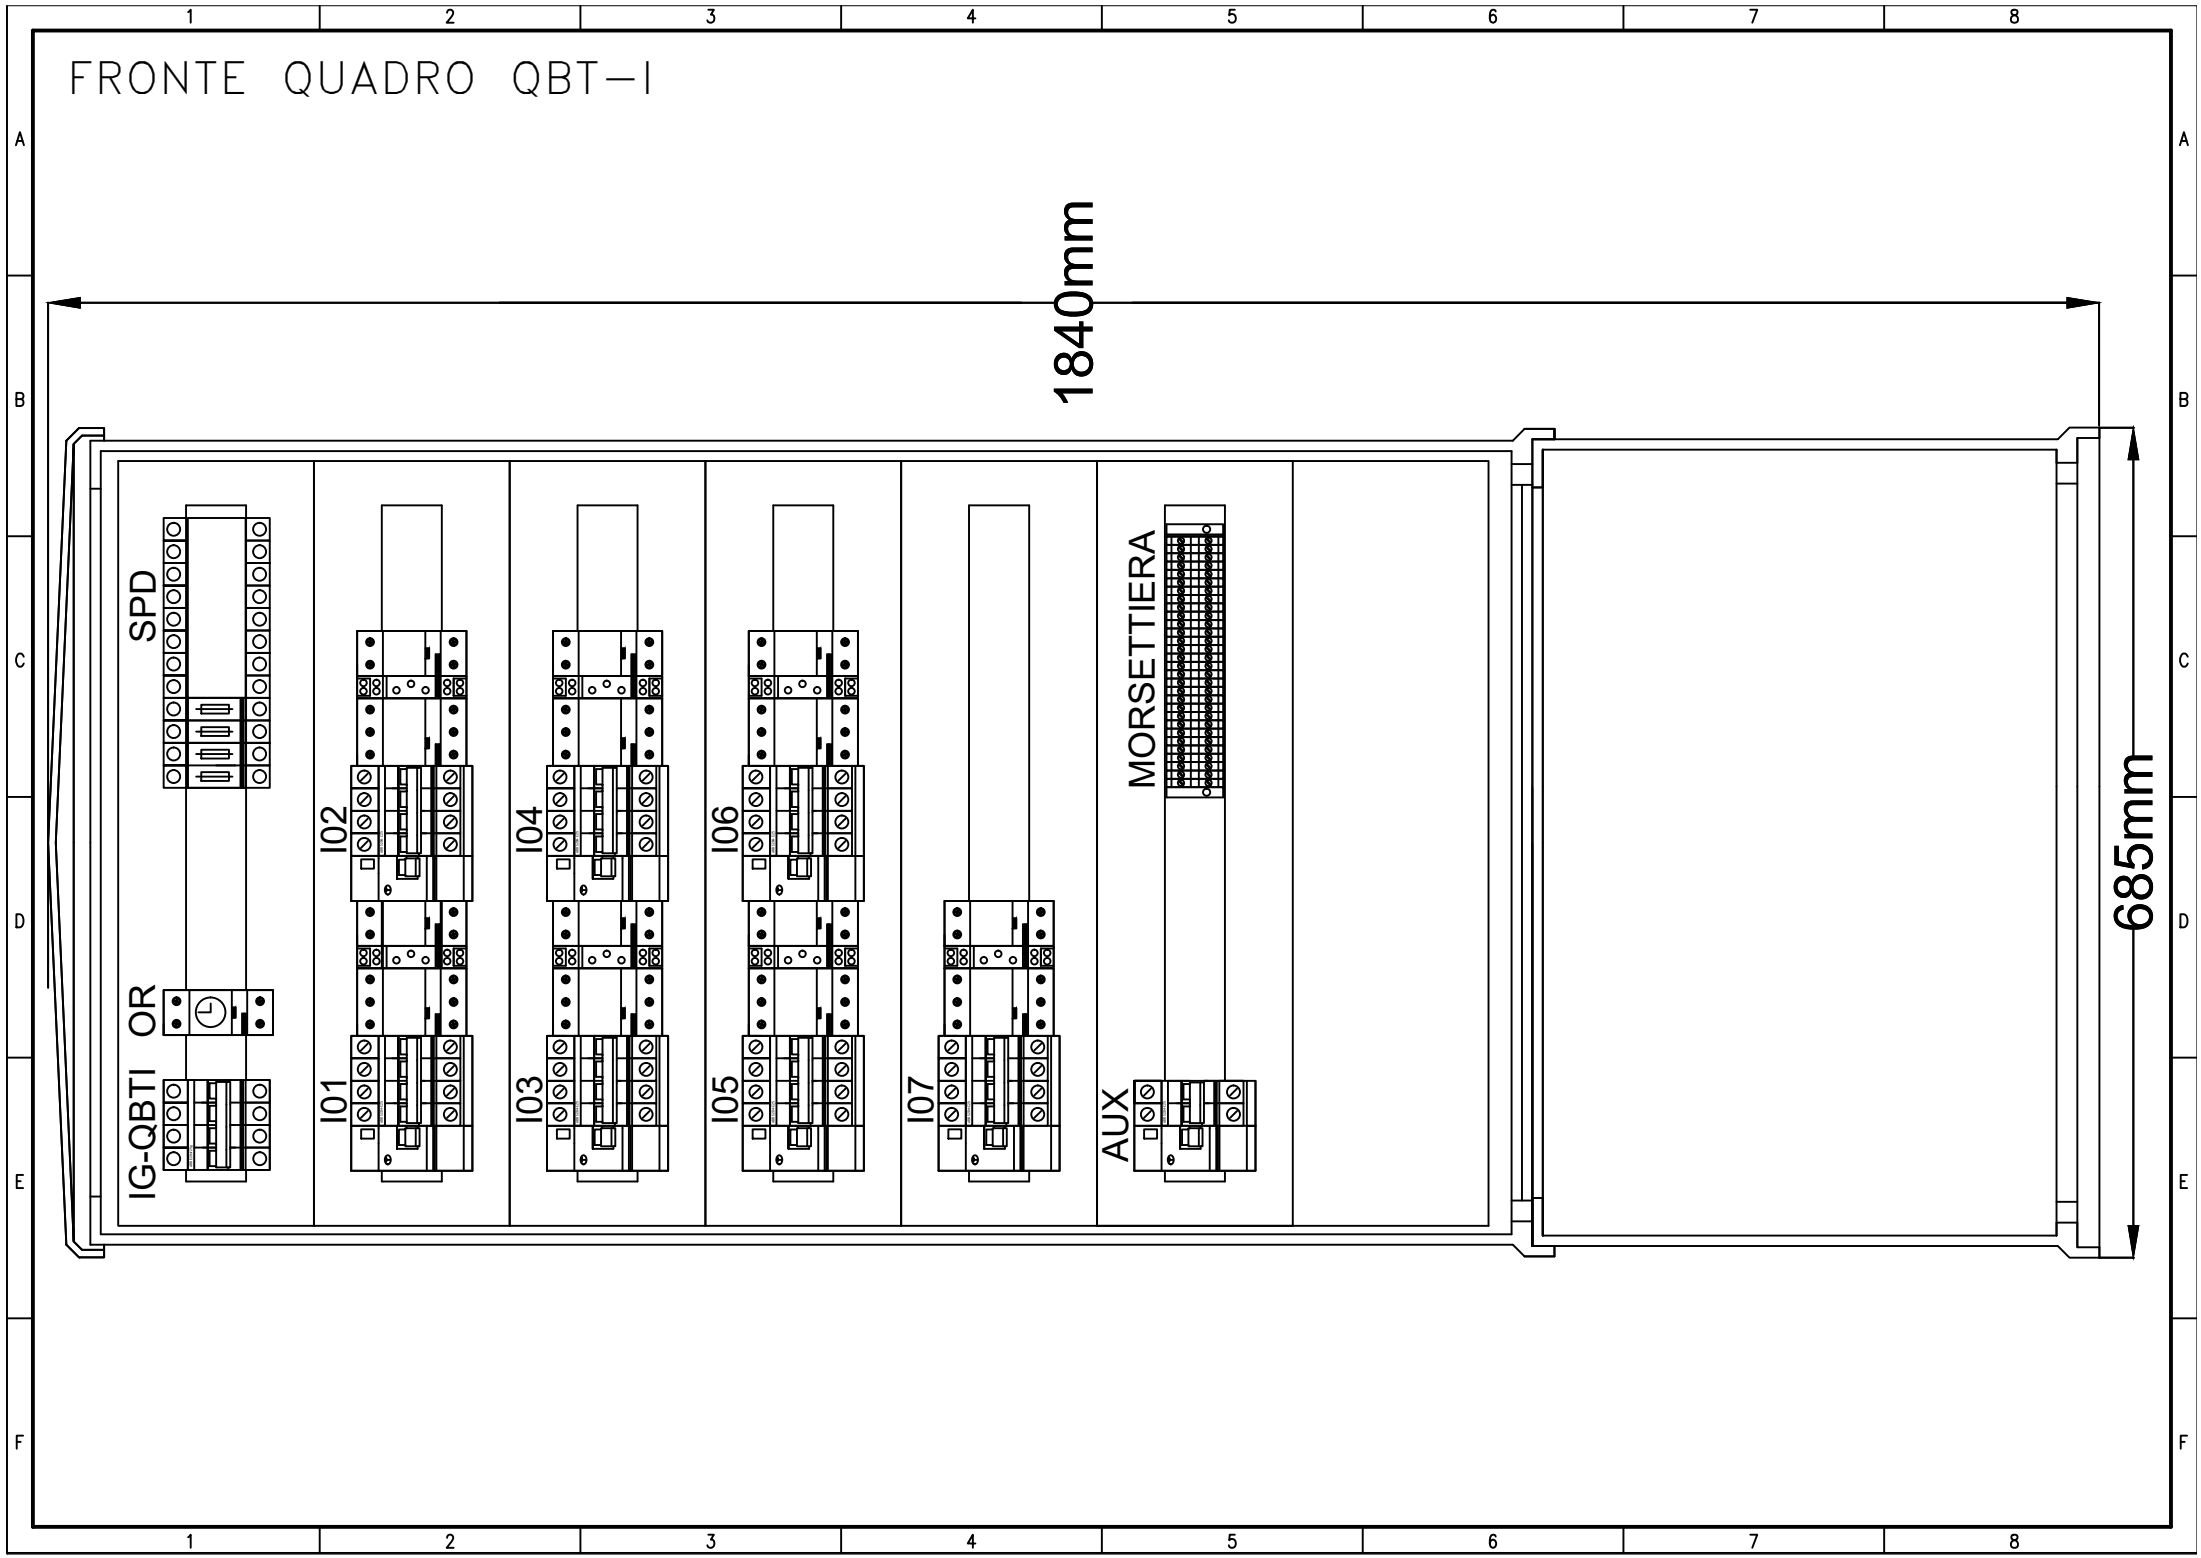 1 2 3 4 5 6 7 8
FRONTE QUADRO QBT-I
A A
1840mm
B B
SPD
MORSETTIERA
C C
I02 I04 I06
685mm
D D
OR
IG-QBTI
I01 I03 I05 I07
AUX
E E
F F
1 2 3 4 5 6 7 8